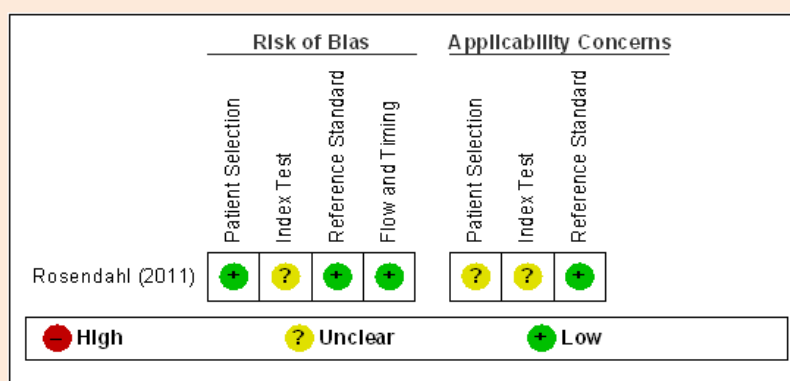 Risk of Bias
Applicability Concerns
Patient Selection
Index Test
Reference Standard
Flow and Timing
Patient Selection
Index Test
Reference Standard
Rosendahl (2011)
+ ? + + ? ? +
– High ? Unclear + Low